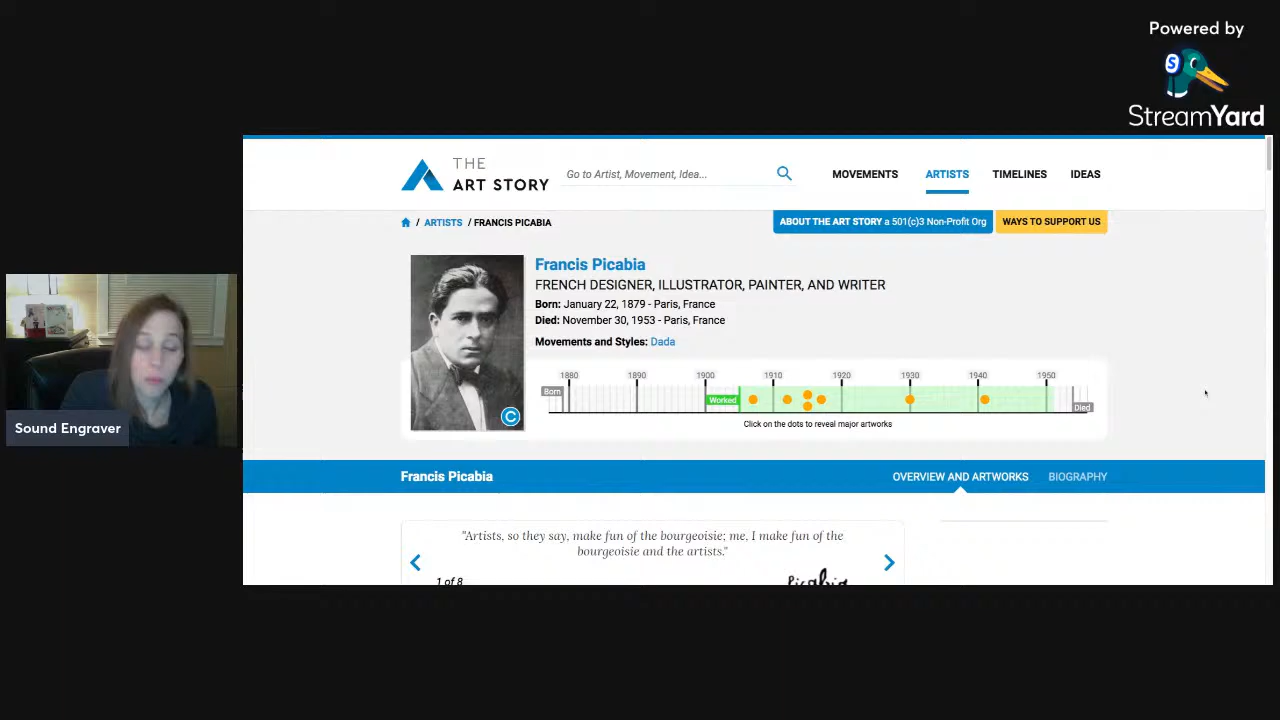 Powered by
StreamYard
THE
ART STORY
Go to Artist, Movement, Idea...
MOVEMENTS
ARTISTS
TIMELINES
IDEAS
/ ARTISTS / FRANCIS PICABIA
ABOUT THE ART STORY a 501(c)3 Non-Profit Org
WAYS TO SUPPORT US
Francis Picabia
FRENCH DESIGNER, ILLUSTRATOR, PAINTER, AND WRITER
Born: January 22, 1879 - Paris, France
Died: November 30, 1953 - Paris, France
Movements and Styles: Dada
1880 1890 1900 1910 1920 1930 1940 1950
Born
Worked
Died
Click on the dots to reveal major artworks
C
Sound Engraver
Francis Picabia
OVERVIEW AND ARTWORKS
BIOGRAPHY
"Artists, so they say, make fun of the bourgeoisie; me, I make fun of the
bourgeoisie and the artists."
1 of 8
Picabia